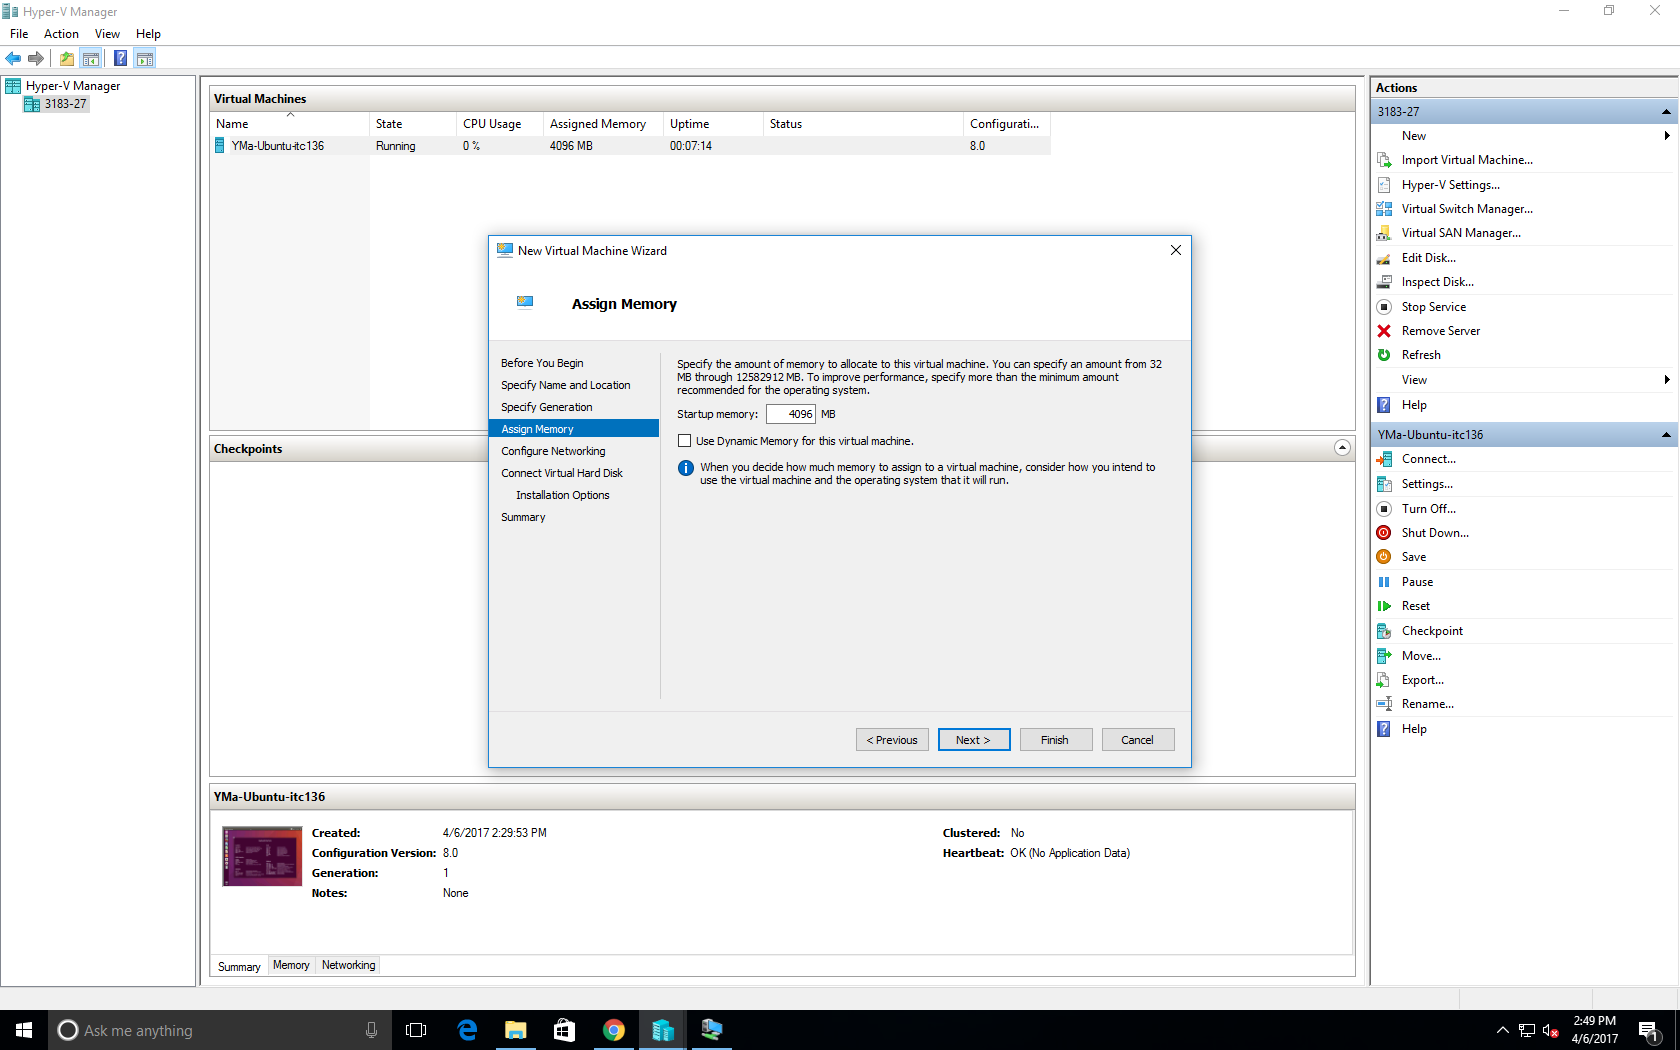 Hyper-V Manager
File Action View Help
Hyper-V Manager
3183-27
Virtual Machines
Name State CPU Usage Assigned Memory Uptime Status Configurati...
YMa-Ubuntu-itc136 Running 0 % 4096 MB 00:07:14 8.0
New Virtual Machine Wizard
Assign Memory
Before You Begin
Specify Name and Location
Specify Generation
Assign Memory
Configure Networking
Connect Virtual Hard Disk
Installation Options
Summary
Specify the amount of memory to allocate to this virtual machine. You can specify an amount from 32
MB through 12582912 MB. To improve performance, specify more than the minimum amount
recommended for the operating system.
Startup memory: 4096 MB
Use Dynamic Memory for this virtual machine.
When you decide how much memory to assign to a virtual machine, consider how you intend to
use the virtual machine and the operating system that it will run.
< Previous Next > Finish Cancel
Checkpoints
YMa-Ubuntu-itc136
Created: 4/6/2017 2:29:53 PM
Configuration Version: 8.0
Generation: 1
Notes: None
Clustered: No
Heartbeat: OK (No Application Data)
Summary Memory Networking
Actions
3183-27
New
Import Virtual Machine...
Hyper-V Settings...
Virtual Switch Manager...
Virtual SAN Manager...
Edit Disk...
Inspect Disk...
Stop Service
Remove Server
Refresh
View
Help
YMa-Ubuntu-itc136
Connect...
Settings...
Turn Off...
Shut Down...
Save
Pause
Reset
Checkpoint
Move...
Export...
Rename...
Help
Ask me anything
2:49 PM
4/6/2017
1